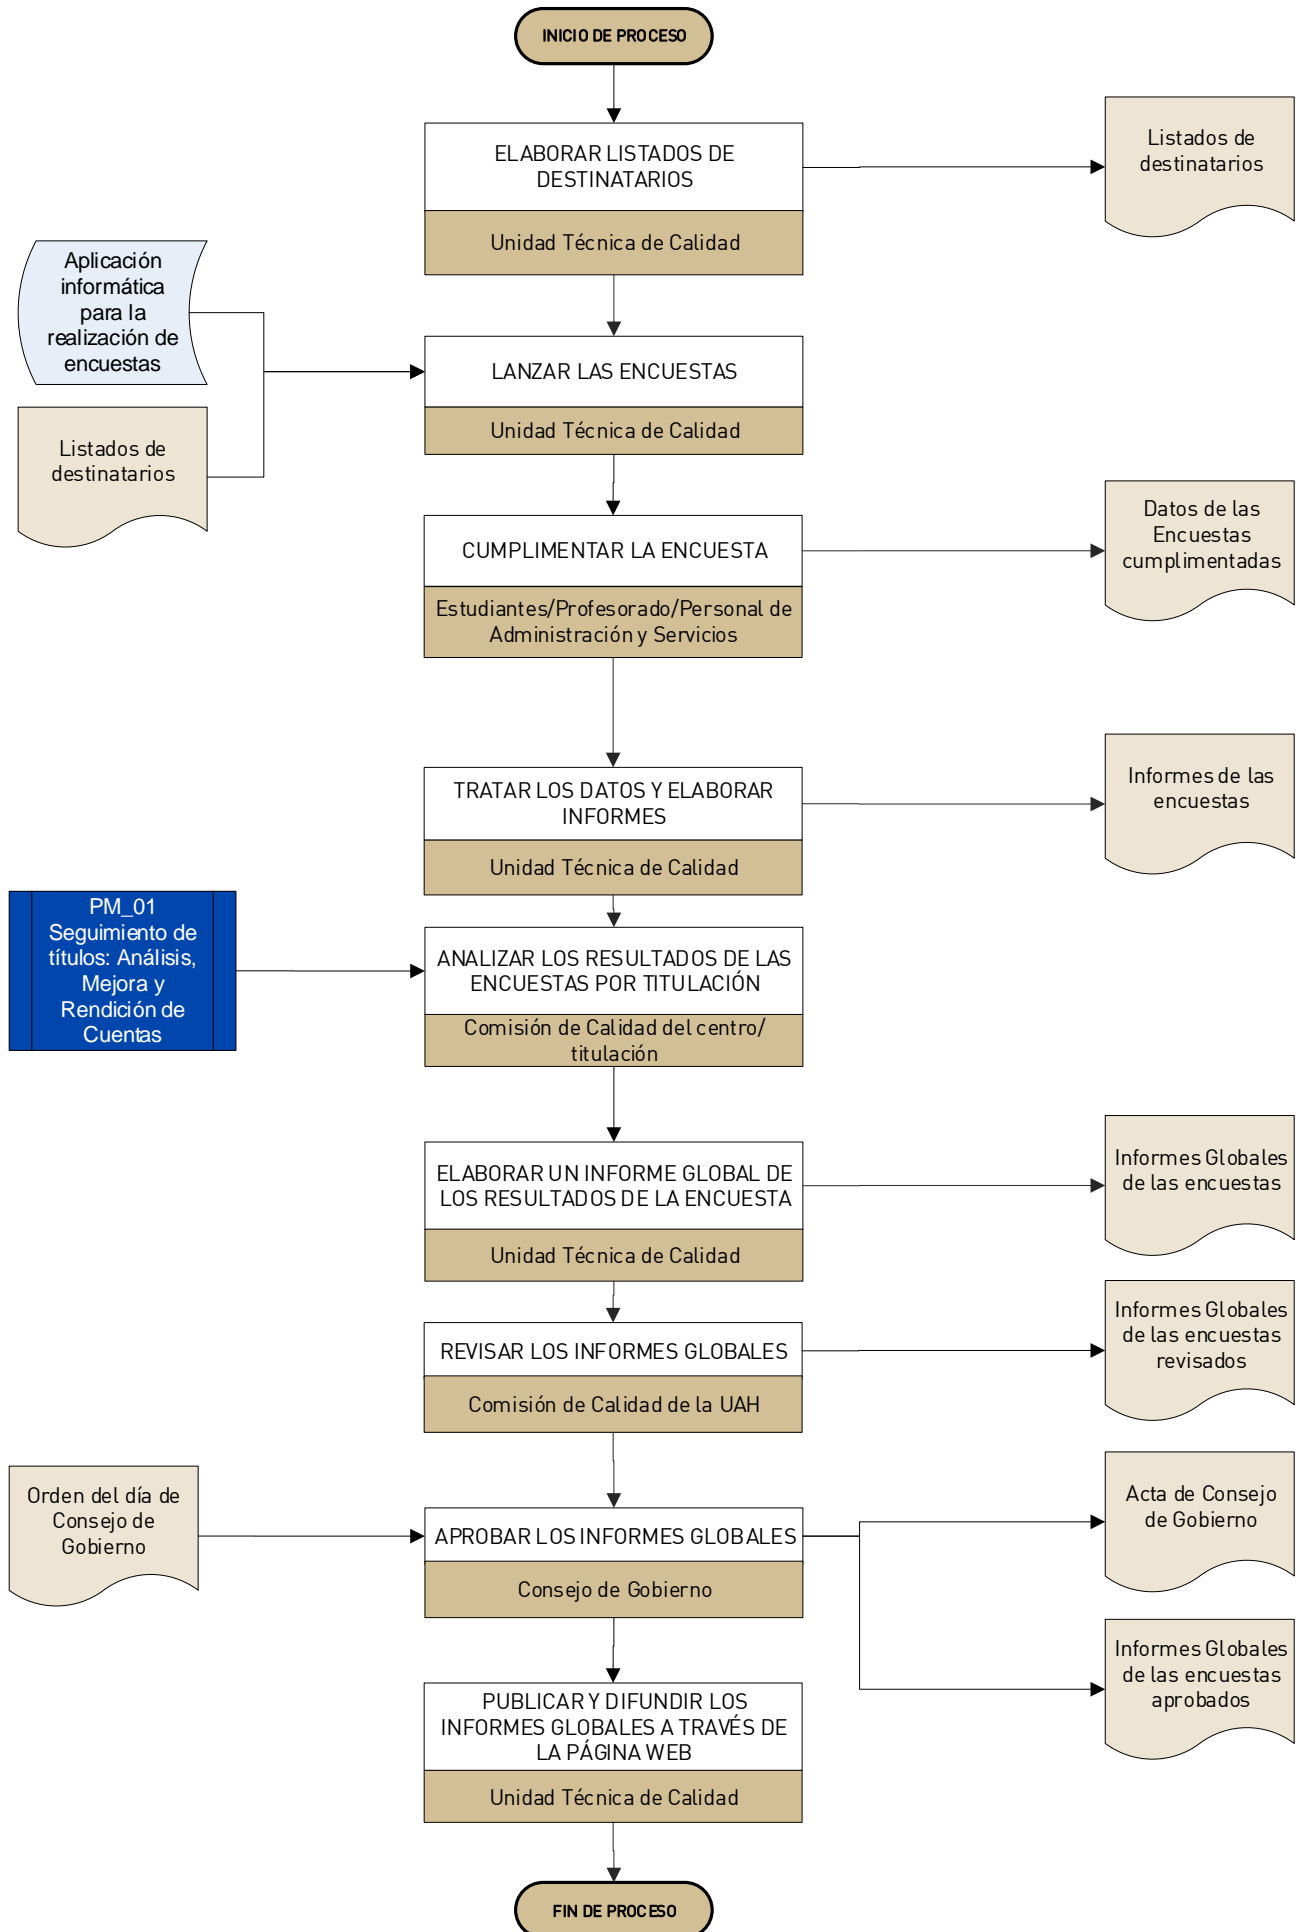 INICIO DE PROCESO
ELABORAR LISTADOS DE
DESTINATARIOS
Unidad Técnica de Calidad
Listados de
destinatarios
Aplicación
informática
para la
realización de
encuestas
Listados de
destinatarios
LANZAR LAS ENCUESTAS
Unidad Técnica de Calidad
CUMPLIMENTAR LA ENCUESTA
Estudiantes/Profesorado/Personal de
Administración y Servicios
Datos de las
Encuestas
cumplimentadas
TRATAR LOS DATOS Y ELABORAR
INFORMES
Unidad Técnica de Calidad
Informes de las
encuestas
PM_01
Seguimiento de
títulos: Análisis,
Mejora y
Rendición de
Cuentas
ANALIZAR LOS RESULTADOS DE LAS
ENCUESTAS POR TITULACIÓN
Comisión de Calidad del centro/
titulación
ELABORAR UN INFORME GLOBAL DE
LOS RESULTADOS DE LA ENCUESTA
Unidad Técnica de Calidad
Informes Globales
de las encuestas
REVISAR LOS INFORMES GLOBALES
Comisión de Calidad de la UAH
Informes Globales
de las encuestas
revisados
Orden del día de
Consejo de
Gobierno
APROBAR LOS INFORMES GLOBALES
Consejo de Gobierno
Acta de Consejo
de Gobierno
Informes Globales
de las encuestas
aprobados
PUBLICAR Y DIFUNDIR LOS
INFORMES GLOBALES A TRAVÉS DE
LA PÁGINA WEB
Unidad Técnica de Calidad
FIN DE PROCESO